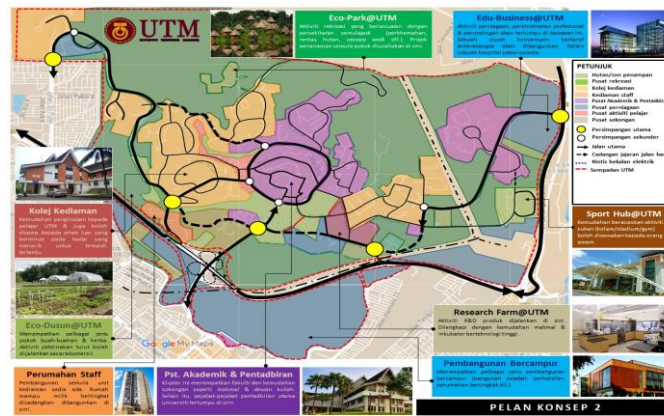 UTM
Eco-Park@UTM
Aktiviti rekreasi yang bersesuaian dengan
persekitaran semulajadi (perkhemahan,
rentas hutan, canopy walk dll.). Projek
penanaman semula pokok diusahakan di sini.
Edu-Business@UTM
Aktiviti perniagaan, perkhidmatan profesional
& perundingan akan tertumpu di kawasan ini.
Sebuah pusat konvensyen bertaraf
antarabangsa akan dibangunkan. Selain
sebuah hospital pakar swasta.
PETUNJUK
Hutan/zon penampan
Pusat rekreasi
Kolej kediaman
Kediaman staff
Pusat Akademik & Pentadbiran
Pusat perniagaan
Pusat aktiviti pelajar
Pusat sokongan
Persimpangan utama
Persimpangan sekunder
Jalan utama
Cadangan jajaran jalan
Rintis bekalan elektrik
Sempadan UTM
Kolej Kediaman
Kemudahan penginapan kepada
pelajar UTM & juga boleh
disewa kepada pihak luar yang
berminat pada kadar yang
menarik untuk tempoh
tertentu.
Sport Hub@UTM
Kemudahan berasaskan aktiviti
sukan (kolam/stadium/gym)
boleh disewakan kepada orang
awam.
Eco-Dusun@UTM
Menempatkan pelbagai jenis
pokok buah-buahan & herba.
Aktiviti penternakan turut boleh
dijalankan secara komersil.
Google My Maps
Research Farm@UTM
Aktiviti R&D produk dijalankan di sini.
Dilengkapi dengan kemudahan makmal &
inkubator berteknologi tinggi.
Perumahan Staff
Pembangunan semula unit
kediaman sedia ada. Rumah
mampu milik bertingkat
dicadangkan dibangunkan di
sini.
Pst. Akademik & Pentadbiran
Kluster ini menempatkan fakulti dan kemudahan
sokongan seperti makmal & dewan kuliah.
Selain itu, pejabat-pejabat pentadbiran utama
universiti tertumpu di sini.
Pembangunan Bercampur
Menempatkan pelbagai jenis pembangunan
bercampur (bangunan pejabat, perhotelan,
perumahan bertingkat dll.)
PELAN KONSEP 2